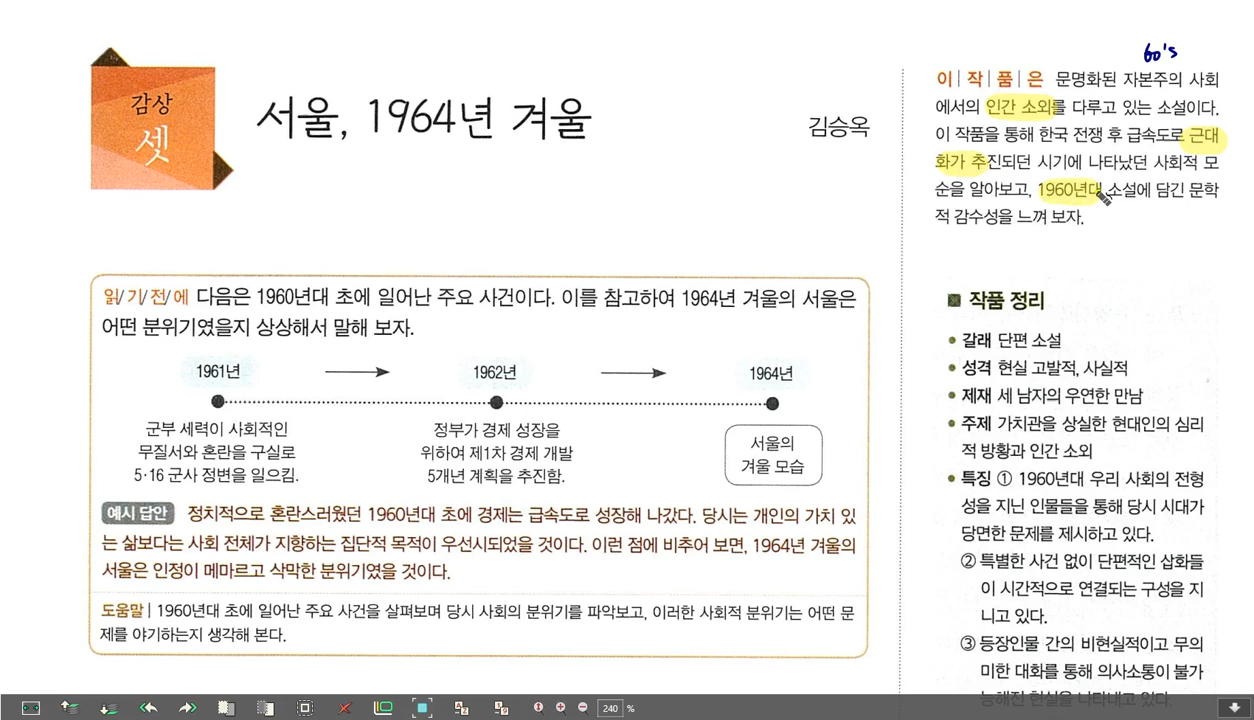 60's
감상
셋
서울, 1964년 겨울
김승옥
이|작|품|은 문명화된 자본주의 사회
에서의 인간 소외를 다루고 있는 소설이다.
이 작품을 통해 한국 전쟁 후 급속도로 근대
화가 추진되던 시기에 나타났던 사회적 모
순을 알아보고, 1960년대 소설에 담긴 문학
적 감수성을 느껴 보자.
읽/기/전/에 다음은 1960년대 초에 일어난 주요 사건이다. 이를 참고하여 1964년 겨울의 서울은
어떤 분위기였을지 상상해서 말해 보자.
1961년
1962년
1964년
군부 세력이 사회적인
무질서와 혼란을 구실로
5·16 군사 정변을 일으킴.
정부가 경제 성장을
위하여 제1차 경제 개발
5개년 계획을 추진함.
서울의
겨울 모습
예시 답안 정치적으로 혼란스러웠던 1960년대 초에 경제는 급속도로 성장해 나갔다. 당시는 개인의 가치 있
는 삶보다는 사회 전체가 지향하는 집단적 목적이 우선시되었을 것이다. 이런 점에 비추어 보면, 1964년 겨울의
서울은 인정이 메마르고 삭막한 분위기였을 것이다.
도움말 | 1960년대 초에 일어난 주요 사건을 살펴보며 당시 사회의 분위기를 파악보고, 이러한 사회적 분위기는 어떤 문
제를 야기하는지 생각해 본다.
작품 정리
• 갈래 단편 소설
• 성격 현실 고발적, 사실적
• 제재 세 남자의 우연한 만남
• 주제 가치관을 상실한 현대인의 심리
적 방황과 인간 소외
• 특징 ① 1960년대 우리 사회의 전형
성을 지닌 인물들을 통해 당시 시대가
당면한 문제를 제시하고 있다.
② 특별한 사건 없이 단편적인 삽화들
이 시간적으로 연결되는 구성을 지
니고 있다.
③ 등장인물 간의 비현실적이고 무의
미한 대화를 통해 의사소통이 불가
능해진 현실을 나타내고 있다.
240 %